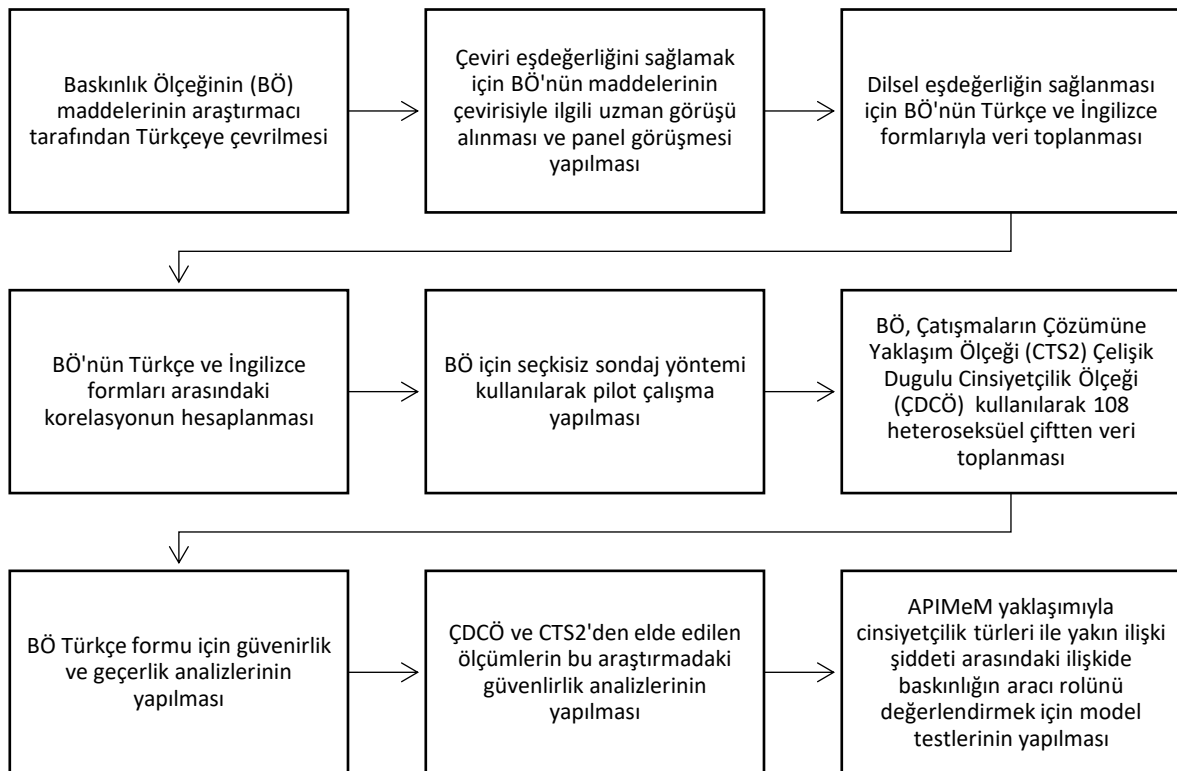 Baskınlık Ölçeğinin (BÖ)
maddelerinin araştırmacı
tarafından Türkçeye çevrilmesi
Çeviri eşdeğerliğini sağlamak
için BÖ'nün maddelerinin
çevirisiyle ilgili uzman görüşü
alınması ve panel görüşmesi
yapılması
Dilsel eşdeğerliğin sağlanması
için BÖ'nün Türkçe ve İngilizce
formlarıyla veri toplanması
BÖ'nün Türkçe ve İngilizce
formları arasındaki
korelasyonun hesaplanması
BÖ için seçkisiz sondaj yöntemi
kullanılarak pilot çalışma
yapılması
BÖ, Çatışmaların Çözümüne
Yaklaşım Ölçeği (CTS2) Çelişik
Dugulu Cinsiyetçilik Ölçeği
(ÇDCÖ) kullanılarak 108
heteroseksüel çiftten veri
toplanması
BÖ Türkçe formu için güvenirlik
ve geçerlik analizlerinin
yapılması
ÇDCÖ ve CTS2'den elde edilen
ölçümlerin bu araştırmadaki
güvenlirlik analizlerinin
yapılması
APIMeM yaklaşımıyla
cinsiyetçilik türleri ile yakın ilişki
şiddeti arasındaki ilişkide
baskınlığın aracı rolünü
değerlendirmek için model
testlerinin yapılması